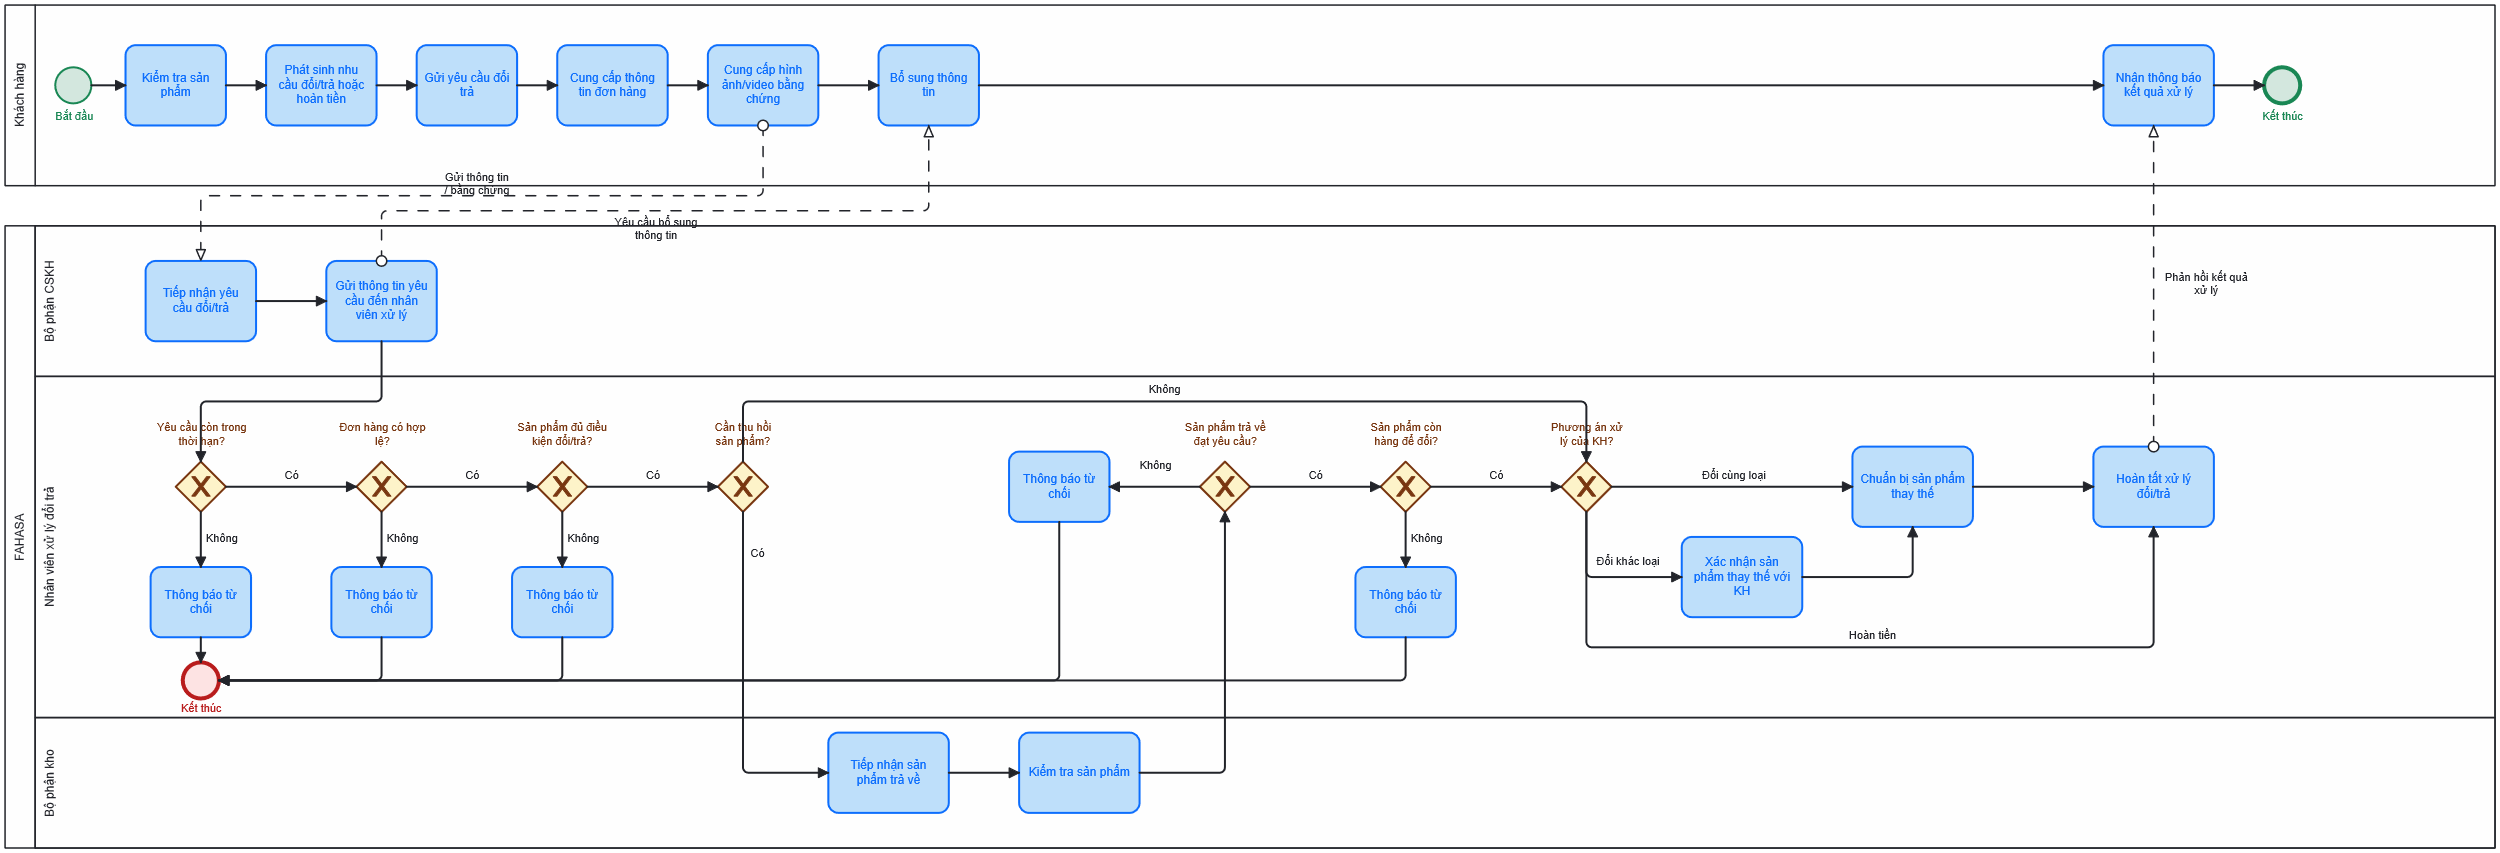 Khách hàng
Bắt đầu
Kiểm tra sản
phẩm
Phát sinh nhu
cầu đổi/trả hoặc
hoàn tiền
Gửi yêu cầu đổi
trả
Cung cấp thông
tin đơn hàng
Cung cấp hình
ảnh/video bằng
chứng
Bổ sung thông
tin
Nhận thông báo
kết quả xử lý
Kết thúc
Gửi thông tin
/ bằng chứng
Yêu cầu bổ sung
thông tin
Phản hồi kết quả
xử lý
FAHASA
Bộ phận CSKH
Tiếp nhận yêu
cầu đổi/trả
Gửi thông tin yêu
cầu đến nhân
viên xử lý
Nhân viên xử lý đổi trả
Không
Yêu cầu còn trong
thời hạn?
Đơn hàng có hợp
lệ?
Sản phẩm đủ điều
kiện đổi/trả?
Cần thu hồi
sản phẩm?
Sản phẩm trả về
đạt yêu cầu?
Sản phẩm còn
hàng để đổi?
Phương án xử
lý của KH?
Có
Có
Có
Thông báo từ
chối
Không
Có
Có
Đổi cùng loại
Chuẩn bị sản phẩm
thay thế
Hoàn tất xử lý
đổi/trả
Không
Không
Không
Có
Không
Đổi khác loại
Xác nhận sản
phẩm thay thế với
KH
Thông báo từ
chối
Thông báo từ
chối
Thông báo từ
chối
Thông báo từ
chối
Hoàn tiền
Kết thúc
Bộ phận kho
Tiếp nhận sản
phẩm trả về
Kiểm tra sản phẩm